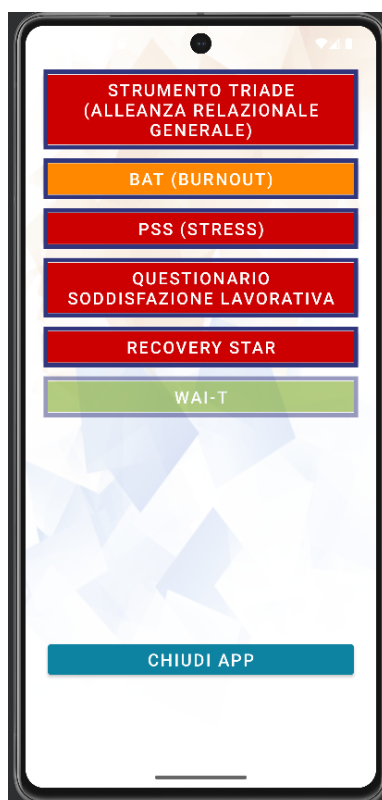 STRUMENTO TRIADE
(ALLEANZA RELAZIONALE
GENERALE)
BAT (BURNOUT)
PSS (STRESS)
QUESTIONARIO
SODDISFAZIONE LAVORATIVA
RECOVERY STAR
WAI-T
CHIUDI APP